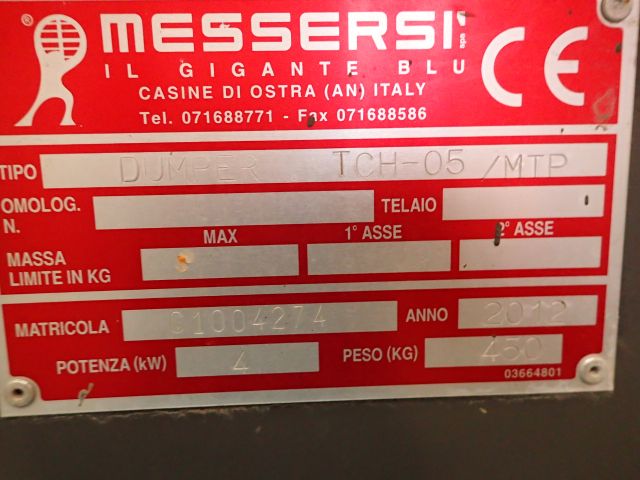 ® MESSERSI spa CE
IL GIGANTE BLU
CASINE DI OSTRA (AN) ITALY
Tel. 071688771 - Fax 071688586
TIPO DUMPER TCH-05/MTP
OMOLOG. N. TELAIO
MAX 1° ASSE 2° ASSE
MASSA LIMITE IN KG
MATRICOLA C1004274 ANNO 2012
POTENZA (kW) 4 PESO (KG) 450
03664801